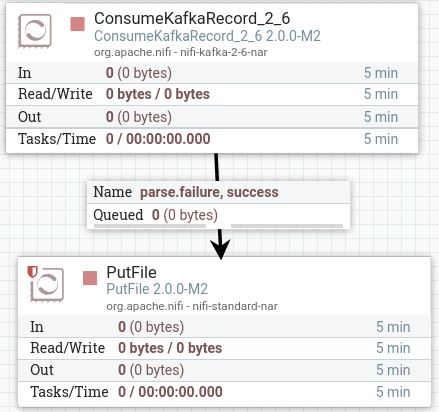 ConsumeKafkaRecord_2_6
ConsumeKafkaRecord_2_6 2.0.0-M2
org.apache.nifi - nifi-kafka-2-6-nar
In 0 (0 bytes) 5 min
Read/Write 0 bytes / 0 bytes 5 min
Out 0 (0 bytes) 5 min
Tasks/Time 0 / 00:00:00.000 5 min
Name parse.failure, success
Queued 0 (0 bytes)
PutFile
PutFile 2.0.0-M2
org.apache.nifi - nifi-standard-nar
In 0 (0 bytes) 5 min
Read/Write 0 bytes / 0 bytes 5 min
Out 0 (0 bytes) 5 min
Tasks/Time 0 / 00:00:00.000 5 min